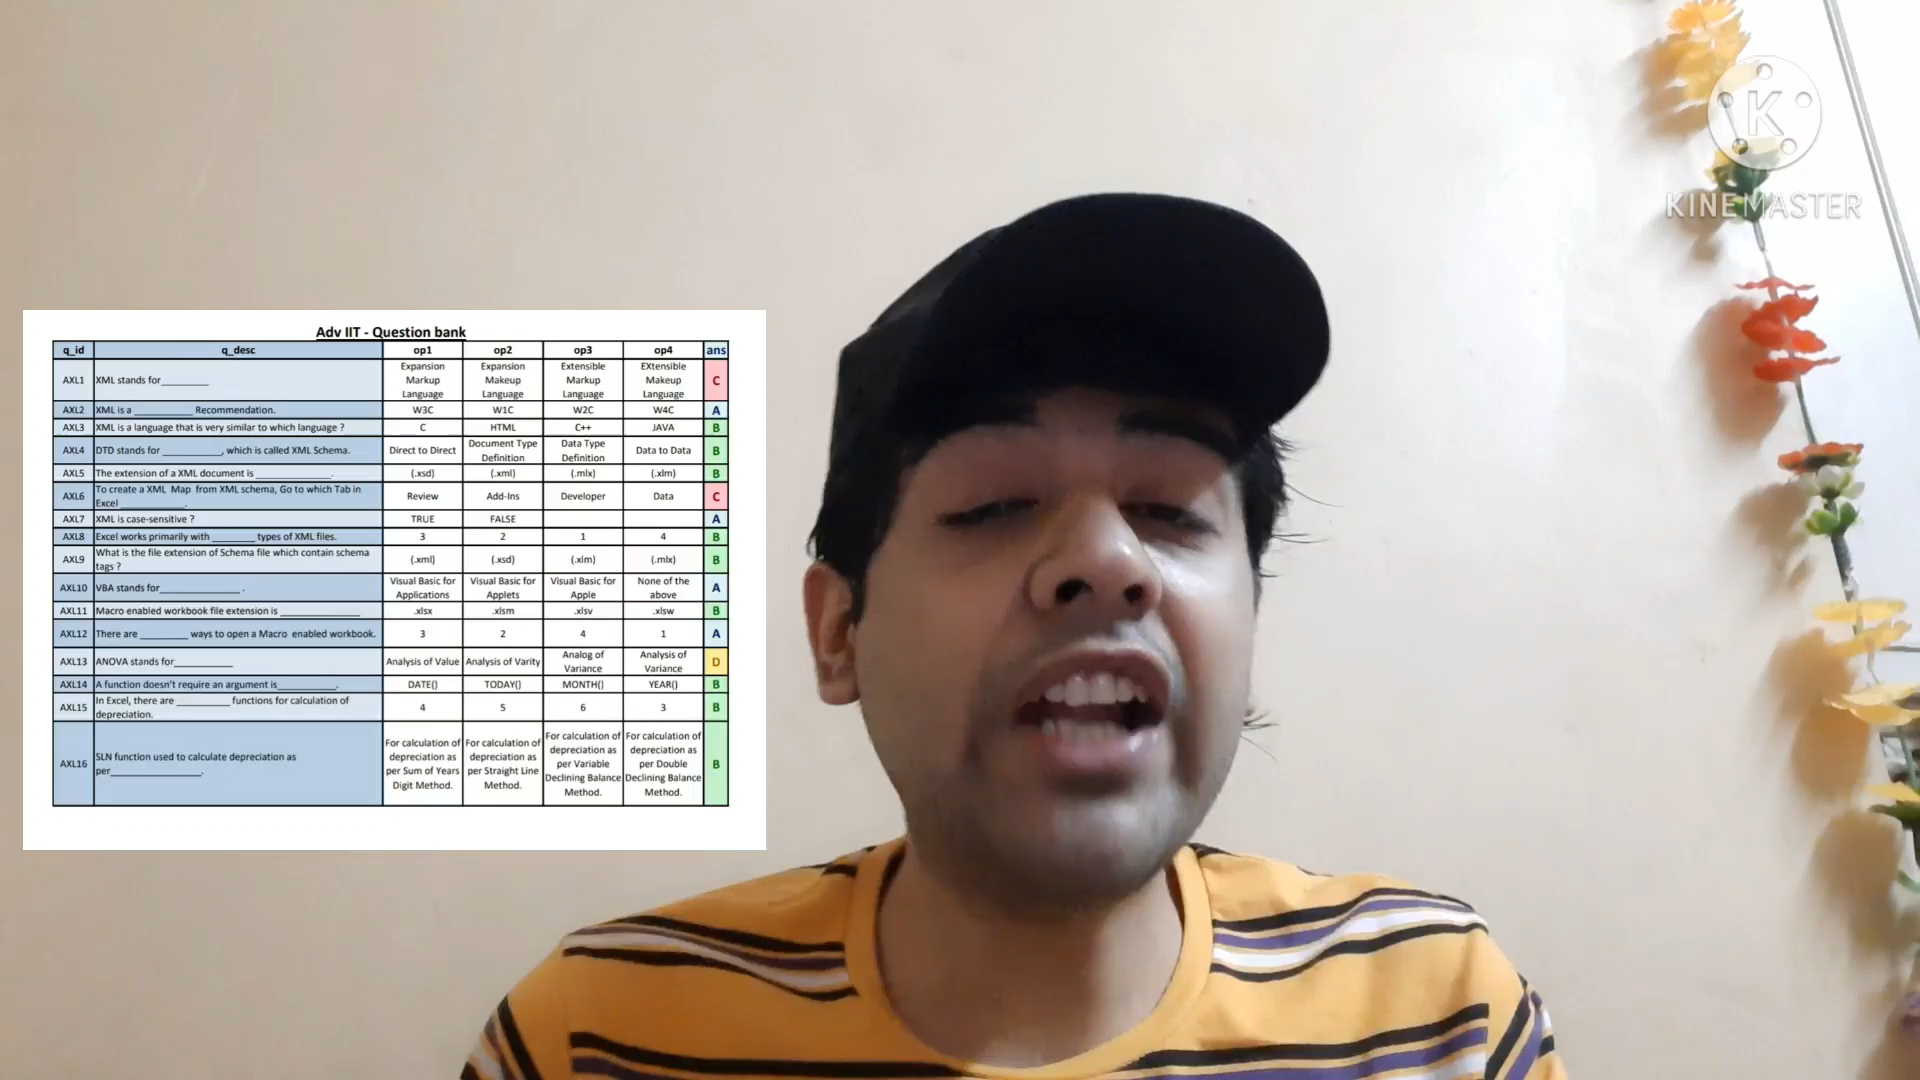 K
KINEMASTER
Adv IIT - Question bank
q_id q_desc op1 op2 op3 op4 ans
AXL1 XML stands for_________ Expansion Markup Language Expansion Makeup Language Extensible Markup Language EXtensible Makeup Language C
AXL2 XML is a ___________ Recommendation. W3C W1C W2C W4C A
AXL3 XML is a language that is very similar to which language ? C HTML C++ JAVA B
AXL4 DTD stands for ___________, which is called XML Schema. Direct to Direct Document Type Definition Data Type Definition Data to Data B
AXL5 The extension of a XML document is ______________. (.xsd) (.xml) (.mlx) (.xlm) B
AXL6 To create a XML Map from XML schema, Go to which Tab in Excel ____________. Review Add-Ins Developer Data C
AXL7 XML is case-sensitive ? TRUE FALSE A
AXL8 Excel works primarily with ________ types of XML files. 3 2 1 4 B
AXL9 What is the file extension of Schema file which contain schema tags ? (.xml) (.xsd) (.xlm) (.mlx) B
AXL10 VBA stands for_______________ . Visual Basic for Applications Visual Basic for Applets Visual Basic for Apple None of the above A
AXL11 Macro enabled workbook file extension is _______________ .xlsx .xlsm .xlsv .xlsw B
AXL12 There are _________ ways to open a Macro enabled workbook. 3 2 4 1 A
AXL13 ANOVA stands for___________ Analysis of Value Analysis of Varity Analog of Variance Analysis of Variance D
AXL14 A function doesn't require an argument is___________. DATE() TODAY() MONTH() YEAR() B
AXL15 In Excel, there are __________ functions for calculation of depreciation. 4 5 6 3 B
AXL16 SLN function used to calculate depreciation as per_________________. For calculation of depreciation as per Sum of Years Digit Method. For calculation of depreciation as per Straight Line Method. For calculation of depreciation as per Variable Declining Balance Method. For calculation of depreciation as per Double Declining Balance Method. B